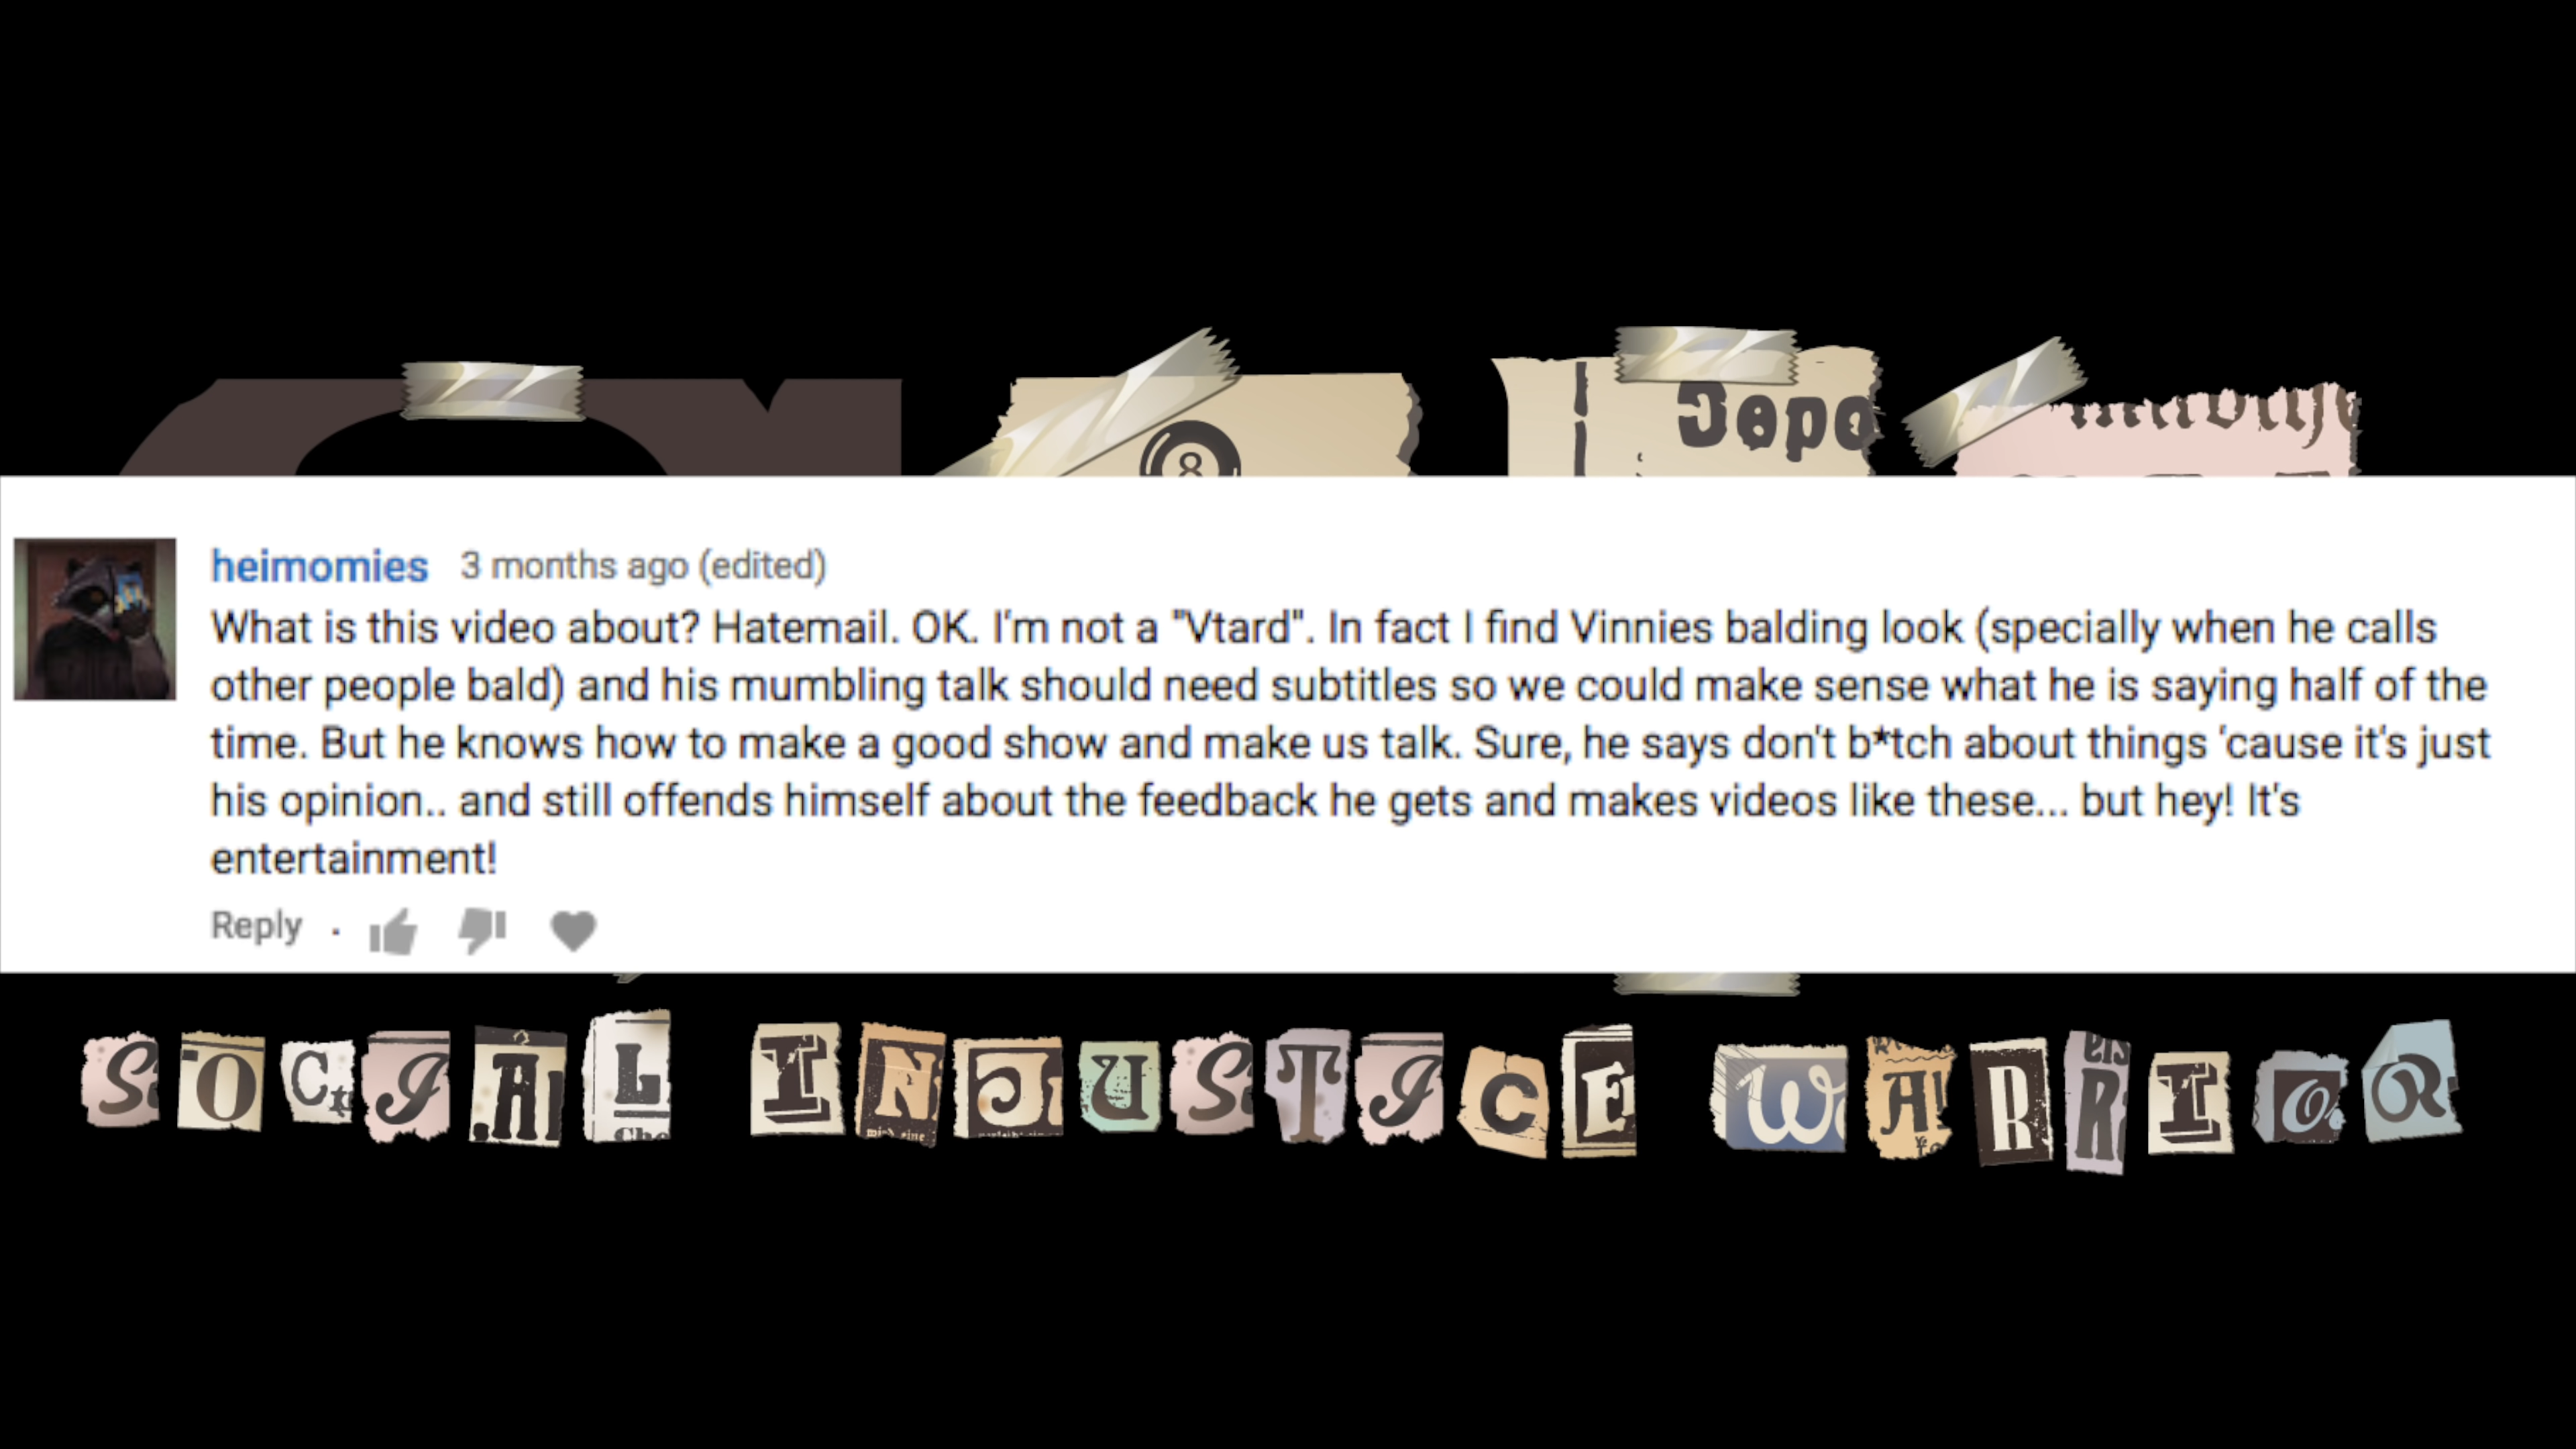 8
Jepo
heimomies 3 months ago (edited)
What is this video about? Hatemail. OK. I'm not a "Vtard". In fact I find Vinnies balding look (specially when he calls
other people bald) and his mumbling talk should need subtitles so we could make sense what he is saying half of the
time. But he knows how to make a good show and make us talk. Sure, he says don't b*tch about things 'cause it's just
his opinion.. and still offends himself about the feedback he gets and makes videos like these... but hey! It's
entertainment!
Reply
SOCIAL INJUSTICE WARRIOR